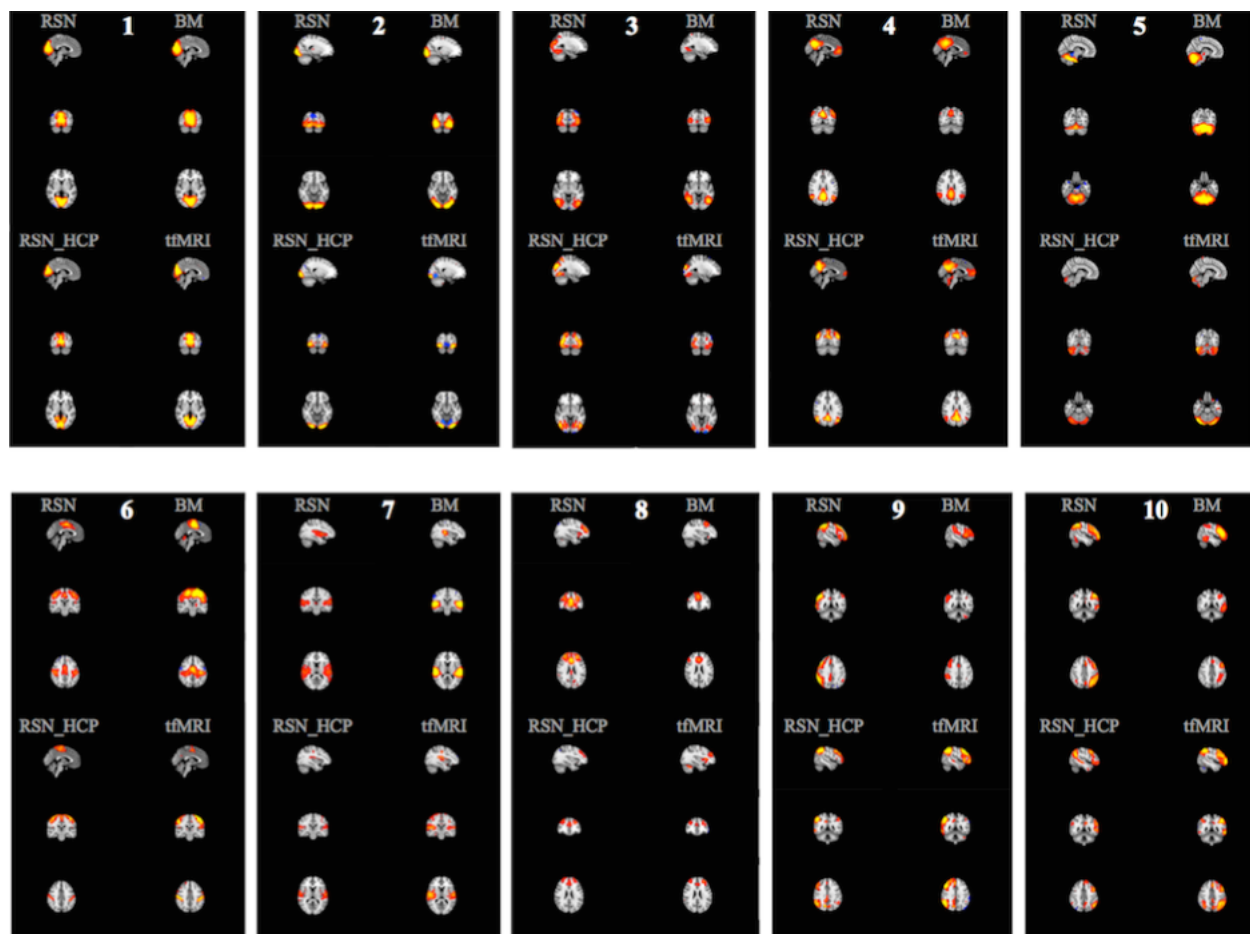 RSN 1 BM
RSN 2 BM
RSN 3 BM
RSN 4 BM
RSN 5 BM
RSN_HCP tfMRI
RSN_HCP tfMRI
RSN_HCP tfMRI
RSN_HCP tfMRI
RSN_HCP tfMRI
RSN 6 BM
RSN 7 BM
RSN 8 BM
RSN 9 BM
RSN 10 BM
RSN_HCP tfMRI
RSN_HCP tfMRI
RSN_HCP tfMRI
RSN_HCP tfMRI
RSN_HCP tfMRI